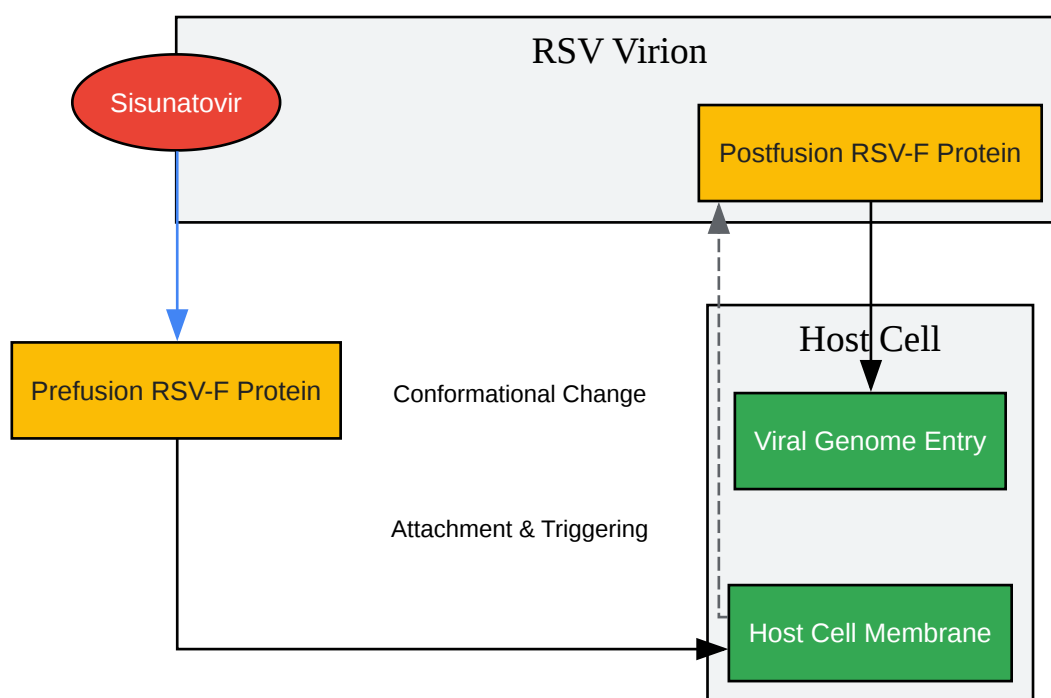 RSV Virion
Sisunatovir
Postfusion RSV-F Protein
Host Cell
Prefusion RSV-F Protein
Conformational Change
Viral Genome Entry
Attachment & Triggering
Host Cell Membrane